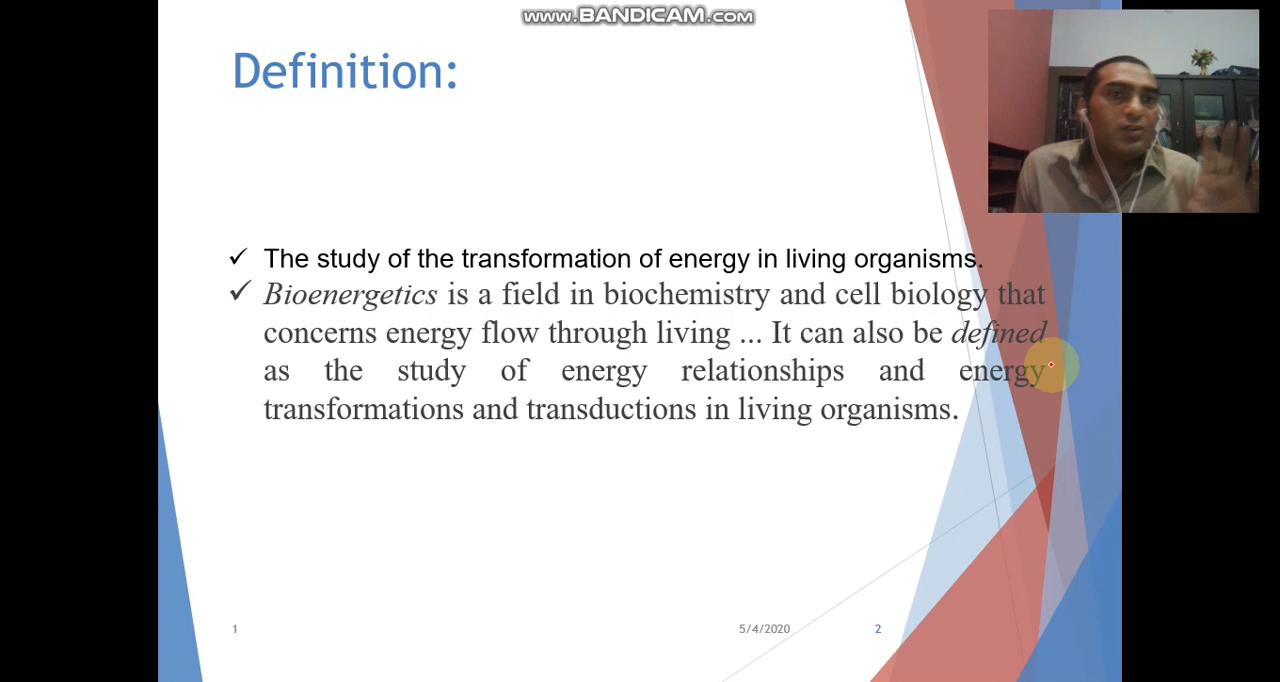 www.BANDICAM.com
Definition:
✓ The study of the transformation of energy in living organisms.
✓ Bioenergetics is a field in biochemistry and cell biology that
concerns energy flow through living ... It can also be defined
as the study of energy relationships and energy
transformations and transductions in living organisms.
1 5/4/2020 2